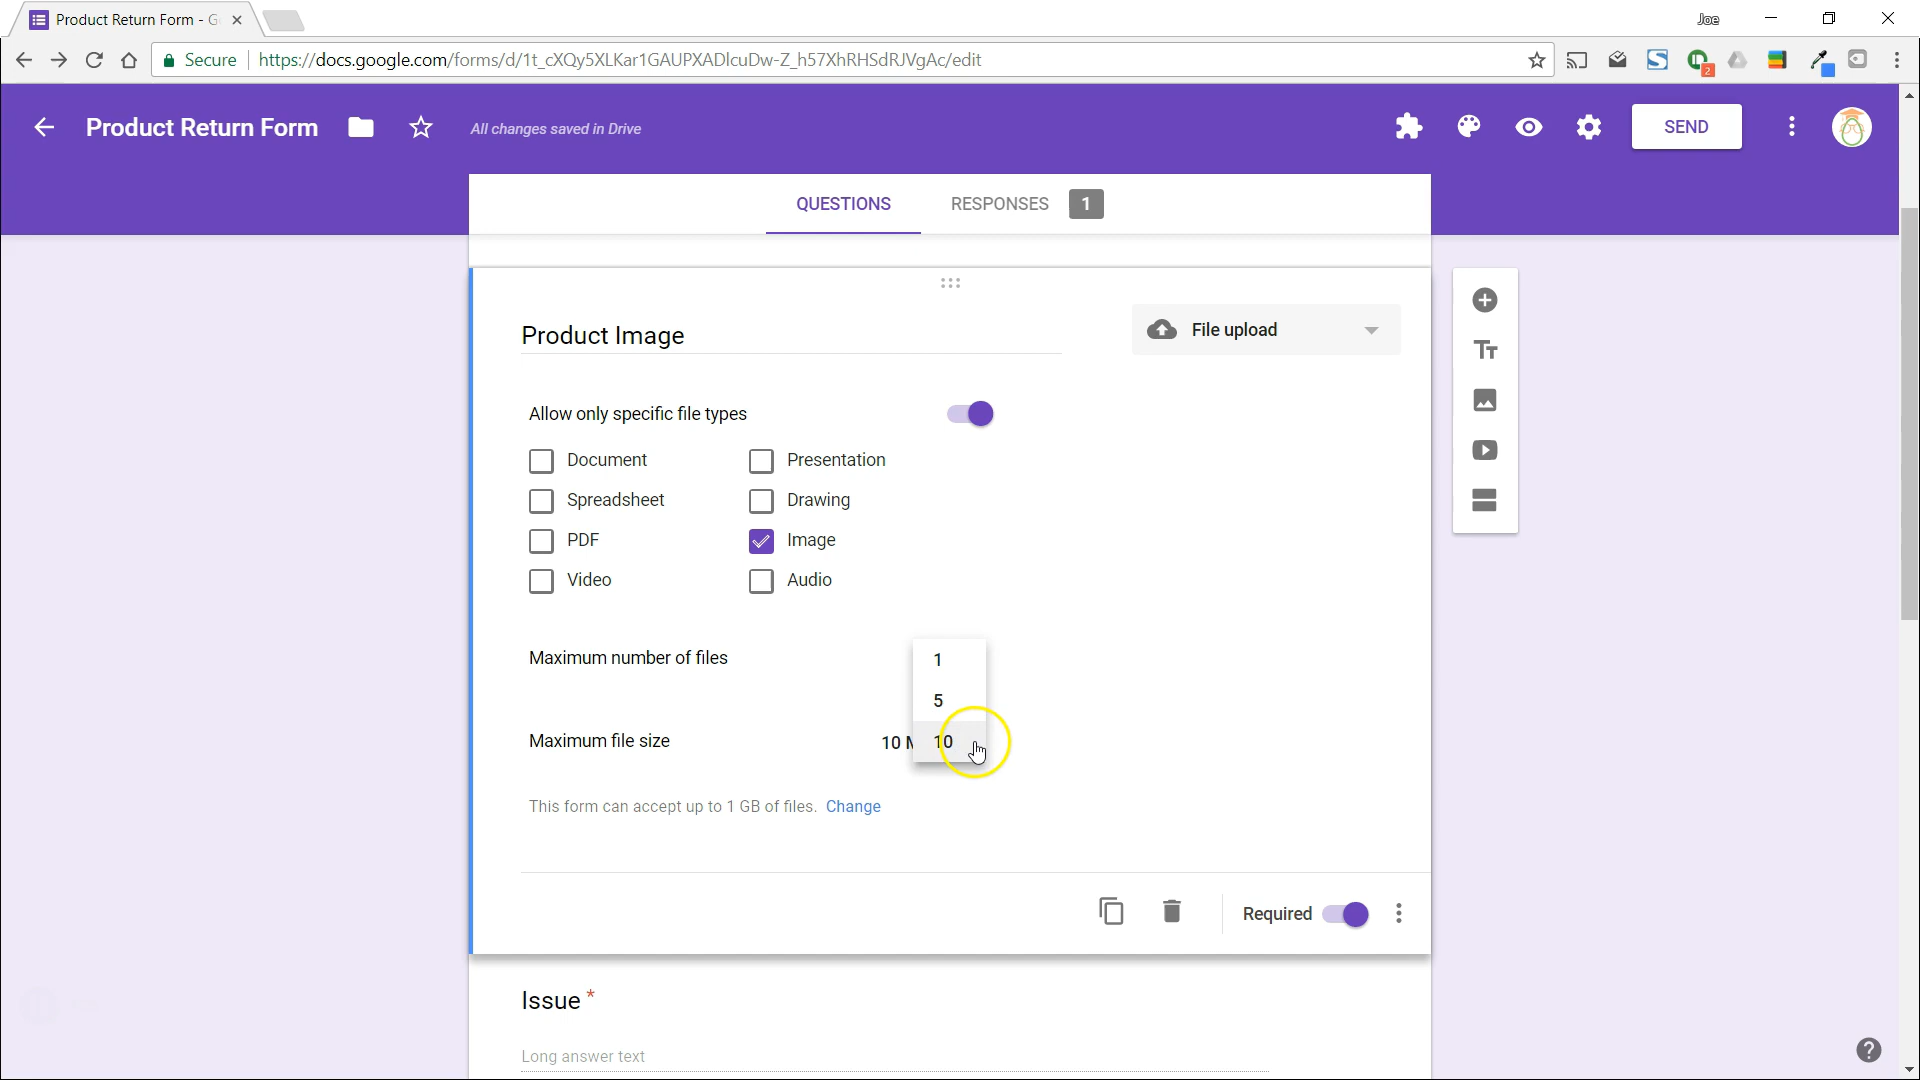 Product Return Form - G
Joe
Secure https://docs.google.com/forms/d/1t_cXQy5XLKar1GAUPXADlcuDw-Z_h57XhRHSdRJVgAc/edit
2
Product Return Form All changes saved in Drive SEND
QUESTIONS RESPONSES 1
Product Image File upload
Allow only specific file types
Document Presentation
Spreadsheet Drawing
PDF Image
Video Audio
Maximum number of files 1
5
Maximum file size 10 M 10
This form can accept up to 1 GB of files. Change
Required
Issue *
Long answer text